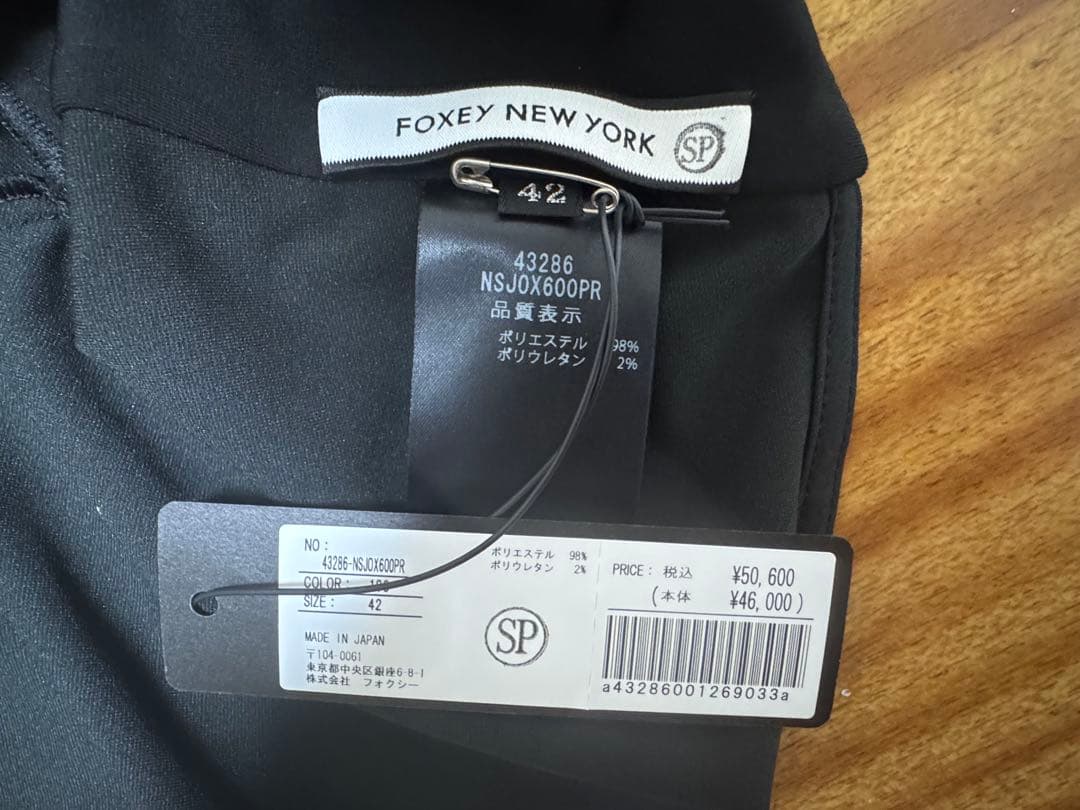 FOXEY NEW YORK SP
42
43286
NSJOX600PR
品質表示
ポリエステル 98%
ポリウレタン 2%
NO:
43286-NSJOX600PR
COLOR:
SIZE: 42
MADE IN JAPAN
〒104-0061
東京都中央区銀座6-8-1
株式会社 フォクシー
ポリエステル 98%
ポリウレタン 2%
SP
PRICE: 税込 ¥50,600
(本体 ¥46,000)
a43286001269033a